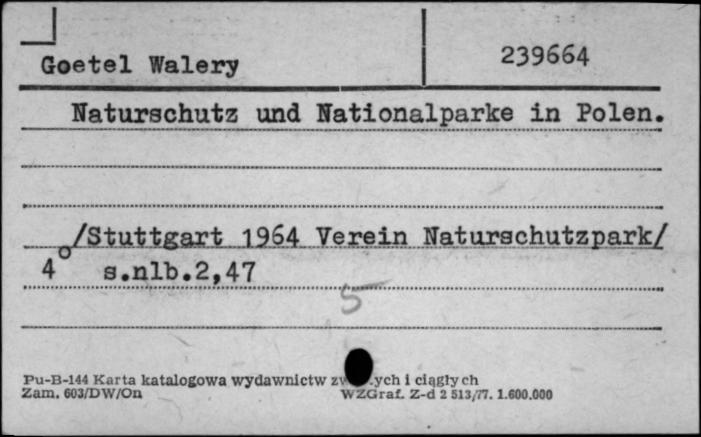 Goetel Walery 239664
Naturschutz und Nationalparke in Polen.
/Stuttgart 1964 Verein Naturschutzpark/
4° s.nlb.2,47
5
Pu-B-144 Karta katalogowa wydawnictw i ciągłych
Zam. 603/DW/On WZGraf. Z-d 2 513/77. 1.600.000